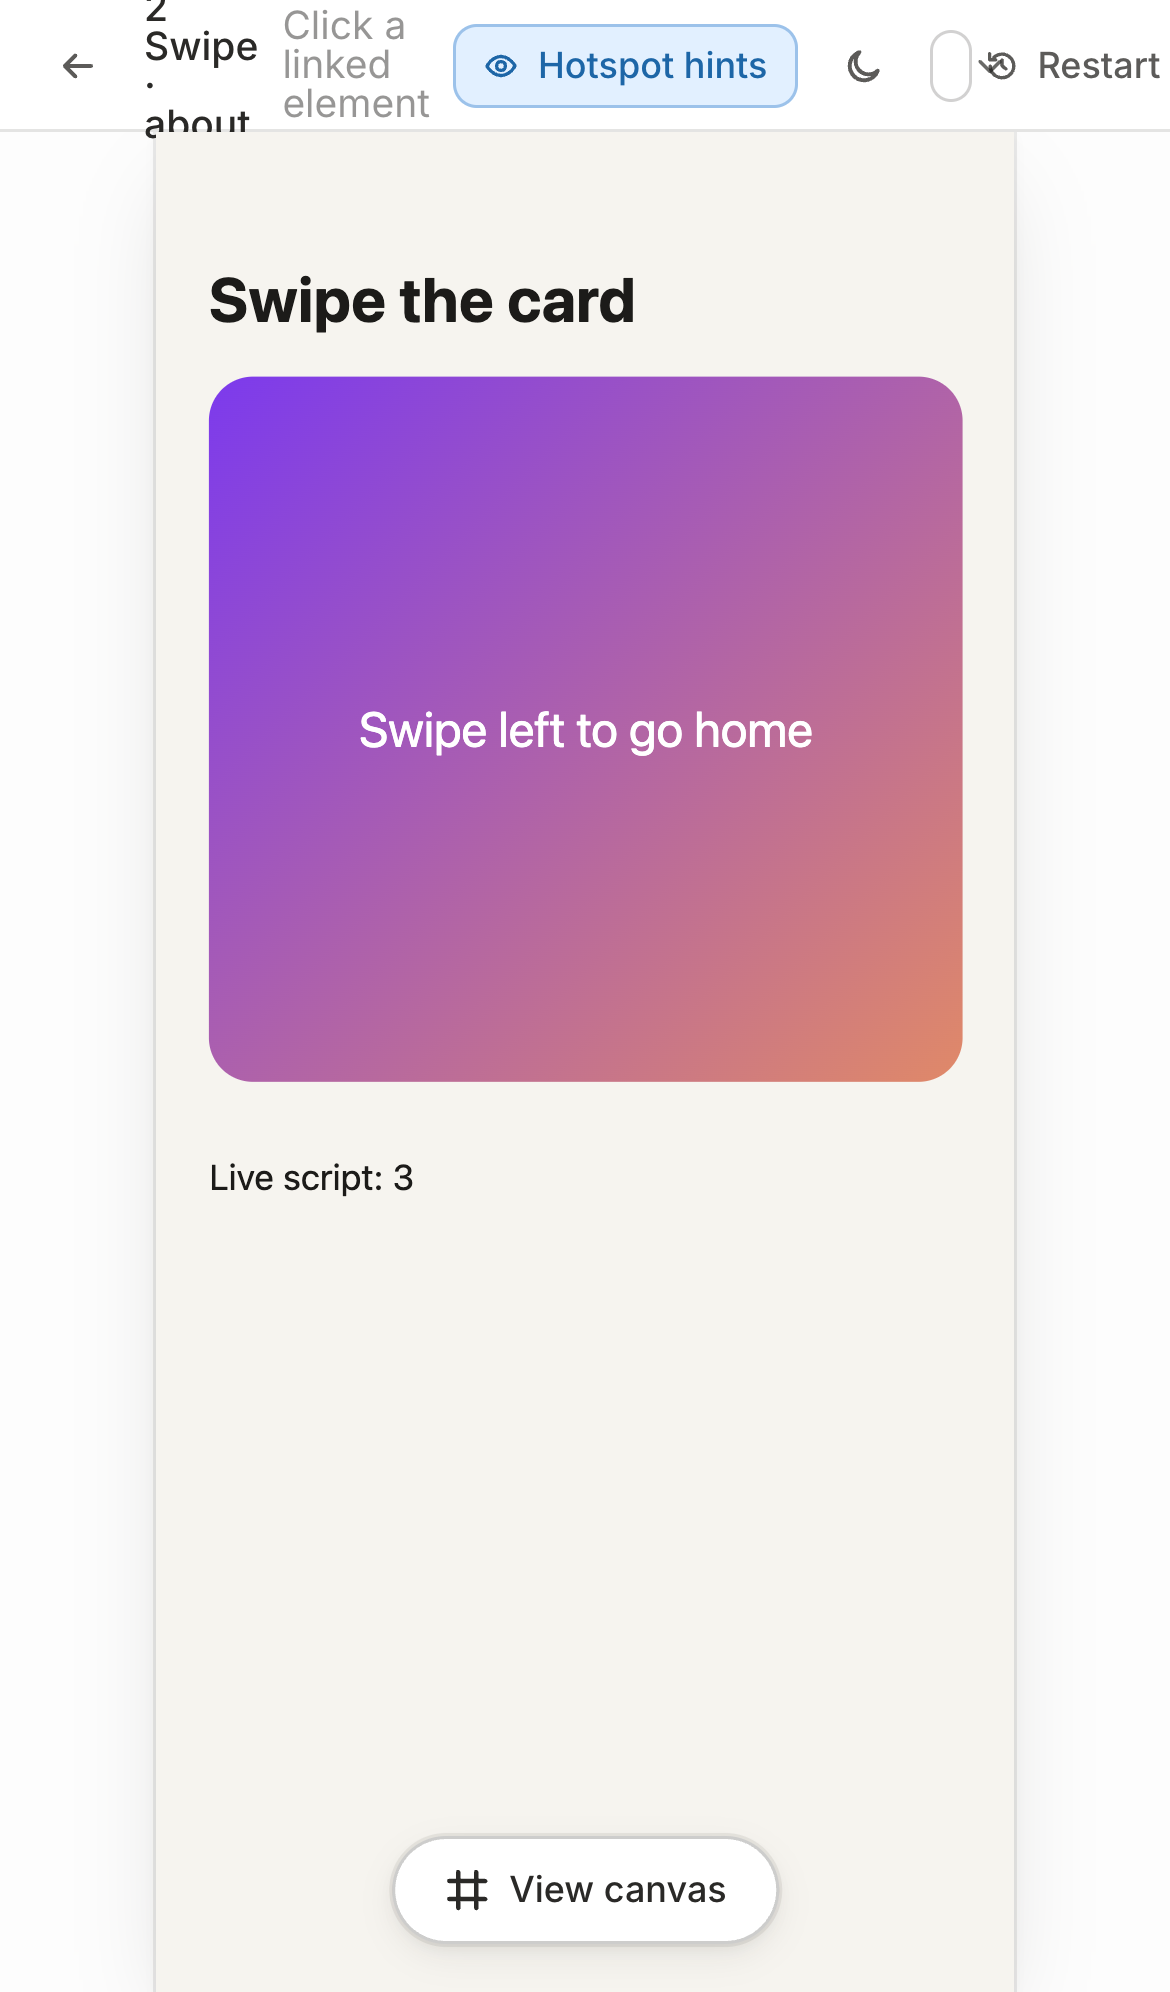 2
Swipe
·
about
Click a
linked
element
Hotspot hints
Restart
Swipe the card
Swipe left to go home
Live script: 3
View canvas